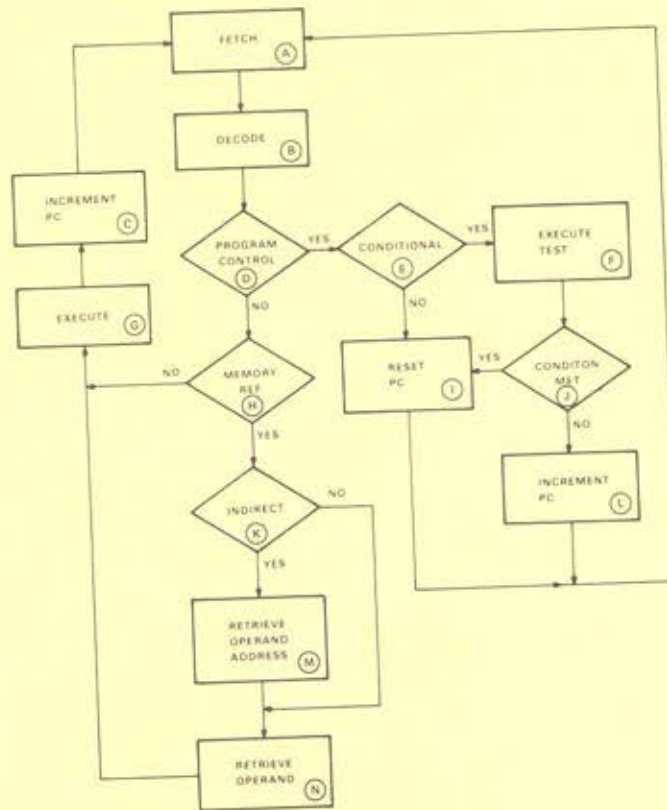 FETCH
A
DECODE
B
INCREMENT
PC
C
PROGRAM
CONTROL
D
YES
CONDITIONAL
E
YES
EXECUTE
TEST
F
NO
NO
EXECUTE
G
NO
MEMORY
REF
H
RESET
PC
I
YES
CONDITON
MET
J
YES
NO
INDIRECT
K
NO
INCREMENT
PC
L
YES
RETRIEVE
OPERAND
ADDRESS
M
RETRIEVE
OPERAND
N